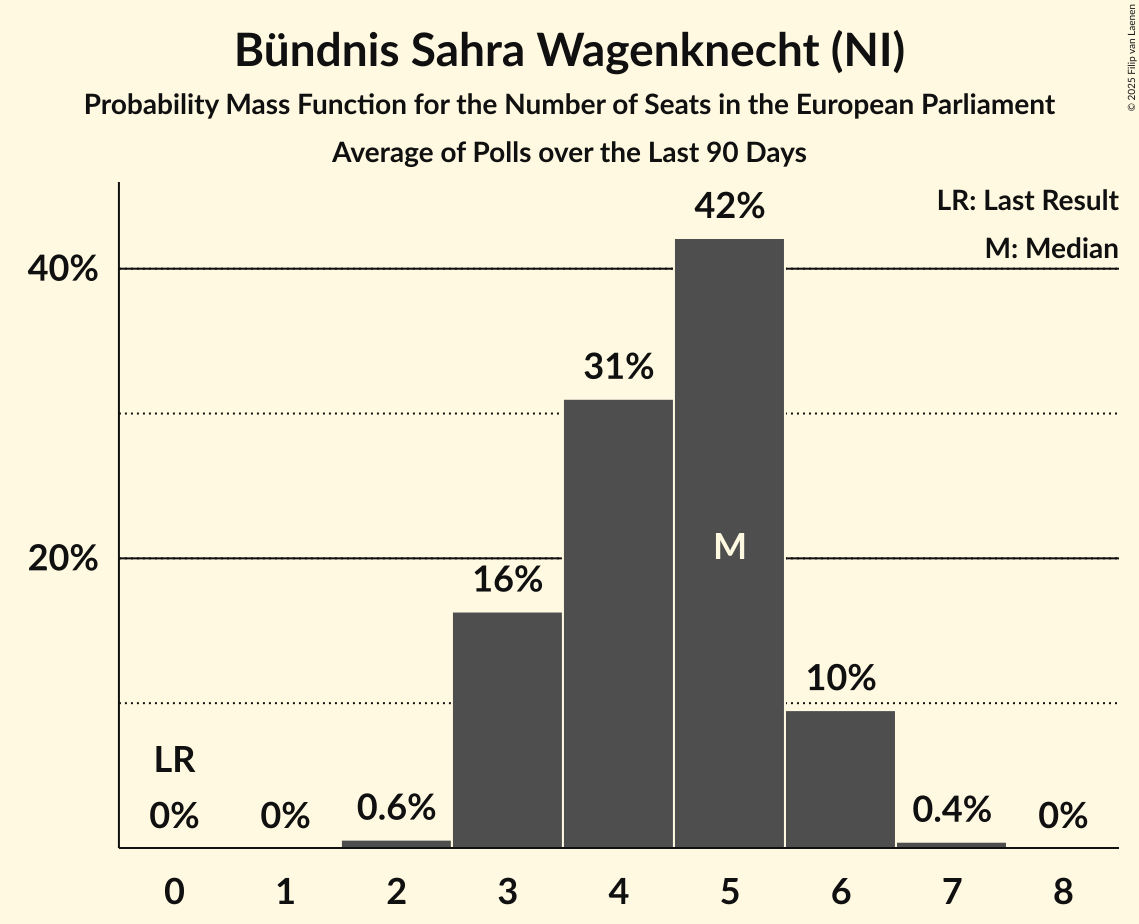 Bündnis Sahra Wagenknecht (NI)
Probability Mass Function for the Number of Seats in the European Parliament
Average of Polls over the Last 90 Days
© 2025 Filip van Laenen
LR: Last Result
M: Median
42%
40%
31%
M
20%
16%
10%
LR
0%
0%
0.6%
0.4%
0%
0 1 2 3 4 5 6 7 8